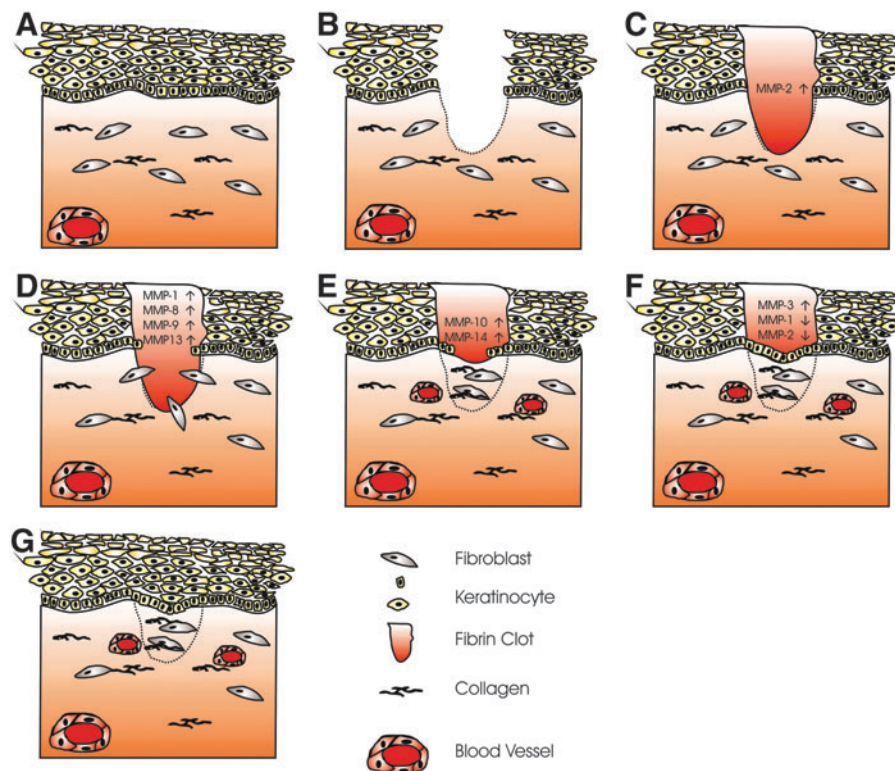 A
B
C
MMP-2 ↑
D
MMP-1 ↑
MMP-8 ↑
MMP-9 ↑
MMP13 ↑
E
MMP-10 ↑
MMP-14 ↑
F
MMP-3 ↑
MMP-1 ↓
MMP-2 ↓
G
Fibroblast
Keratinocyte
Fibrin Clot
Collagen
Blood Vessel